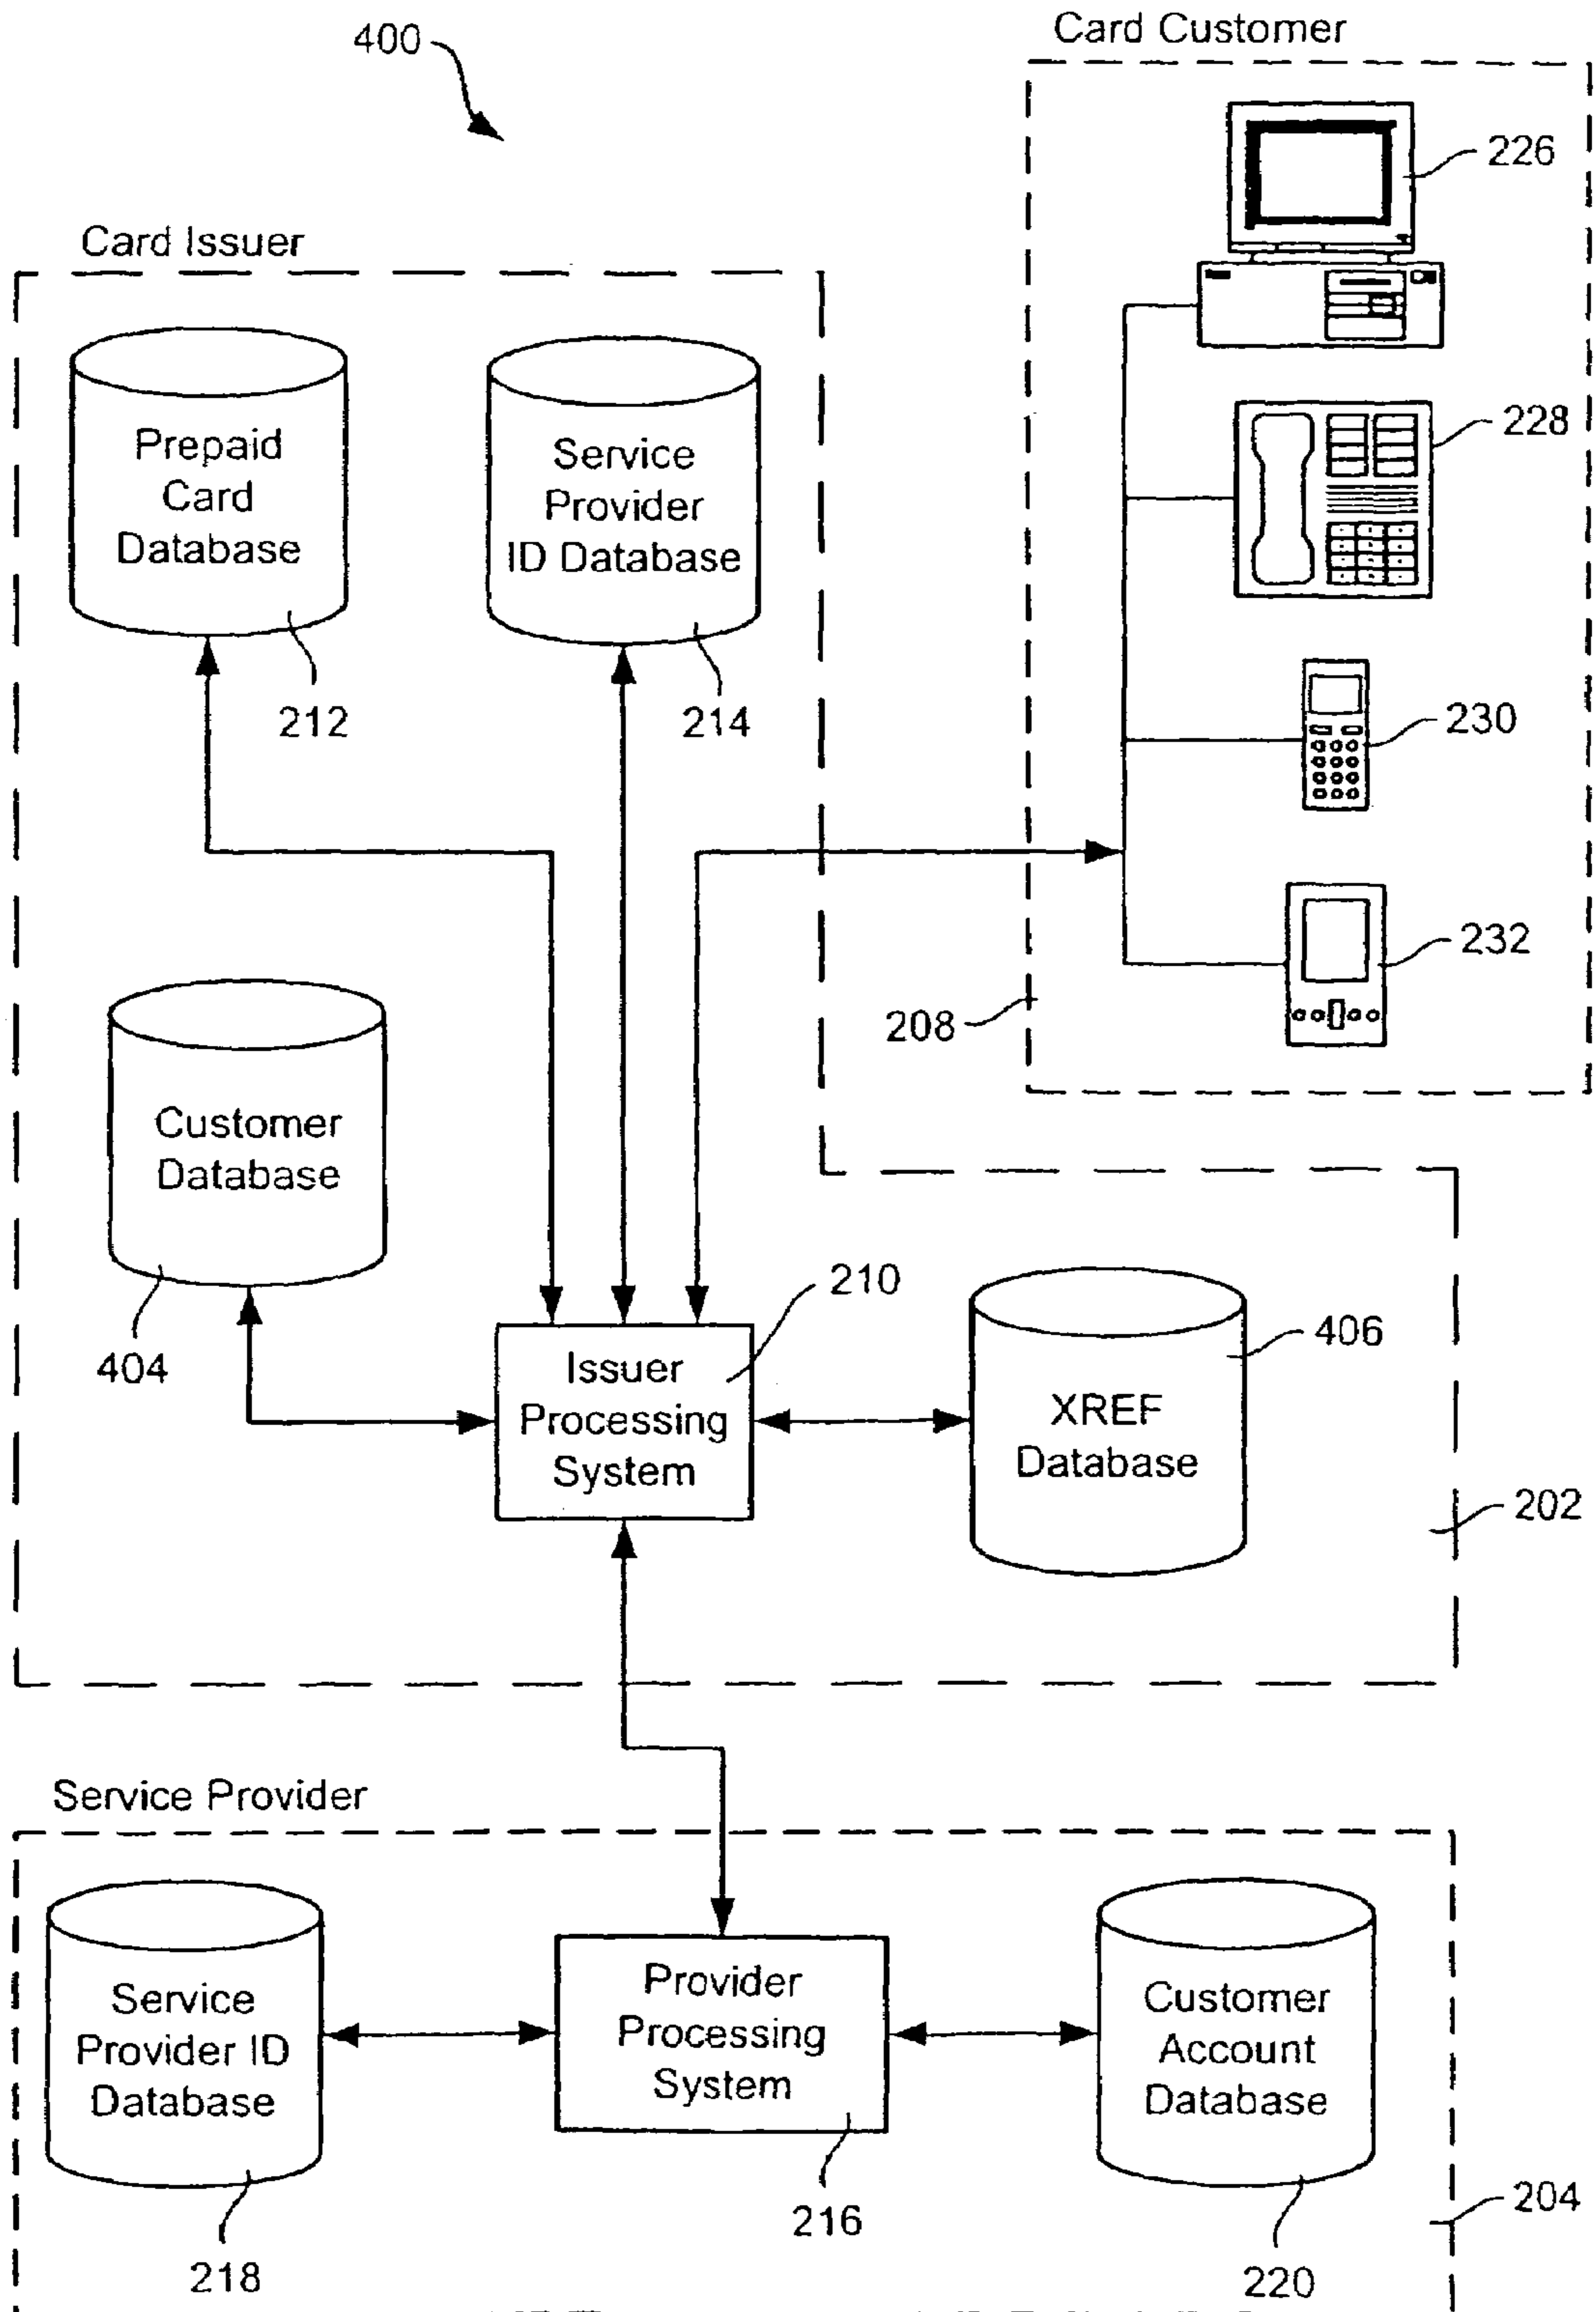 400
Card Customer
226
Card Issuer
Prepaid
Card
Database
Service
Provider
ID Database
228
212
214
230
232
208
Customer
Database
404
210
Issuer
Processing
System
406
XREF
Database
202
Service Provider
Service
Provider ID
Database
Provider
Processing
System
Customer
Account
Database
216
204
218
220